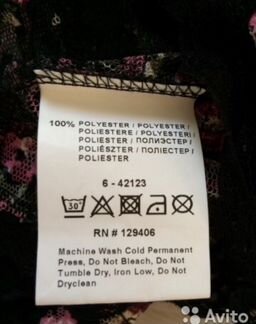 100% POLYESTER / POLYESTER /
POLIESTERE / POLYESTERI /
POLIESTER / ПОЛИЭСТЕР /
POLIÉSZTER / ПОЛІЕСТЕР /
POLIESTER
6 - 42123
30°
RN # 129406
Machine Wash Cold Permanent
Press, Do Not Bleach, Do Not
Tumble Dry, Iron Low, Do Not
Dryclean
Avito